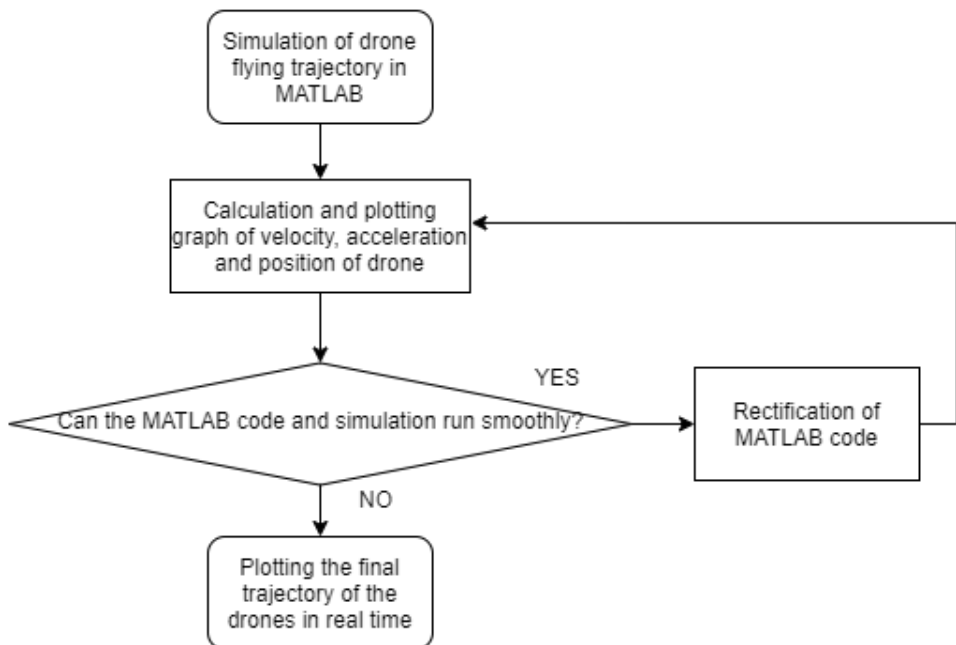 Simulation of drone
flying trajectory in
MATLAB
Calculation and plotting
graph of velocity, acceleration
and position of drone
YES
Can the MATLAB code and simulation run smoothly?
Rectification of
MATLAB code
NO
Plotting the final
trajectory of the
drones in real time